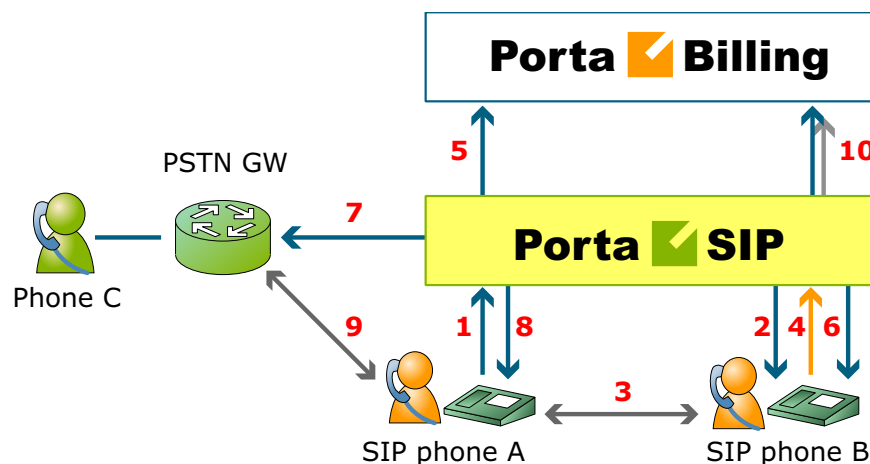 Porta Billing
5
10
PSTN GW
7
Porta SIP
Phone C
9
1
8
2
4
6
3
SIP phone A
SIP phone B